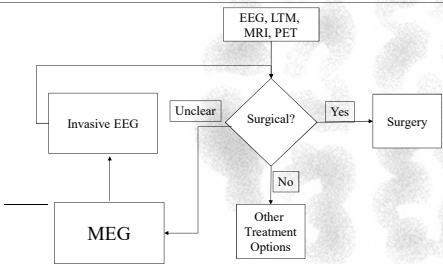 EEG, LTM,
MRI, PET
Unclear
Surgical?
Yes
Surgery
Invasive EEG
No
MEG
Other
Treatment
Options